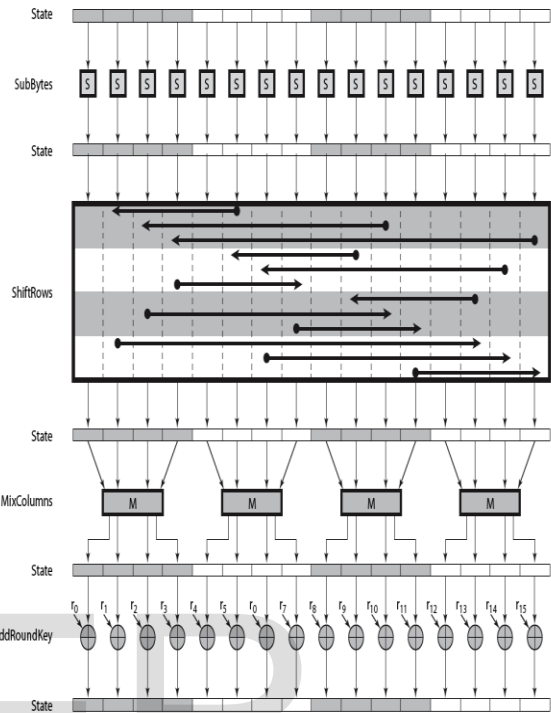 State
SubBytes S S S S S S S S S S S S S S S S
State
ShiftRows
State
MixColumns M M M M
State
r0 r1 r2 r3 r4 r5 r0 r7 r8 r9 r10 r11 r12 r13 r14 r15
ddRoundKey
State